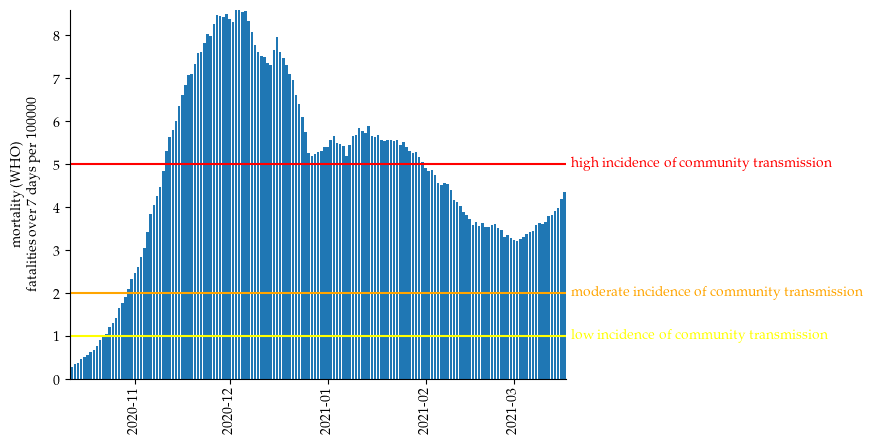 8
7
6
5
4
3
2
1
0
mortality (WHO)
fatalities over 7 days per 100000
high incidence of community transmission
moderate incidence of community transmission
low incidence of community transmission
2020-11
2020-12
2021-01
2021-02
2021-03